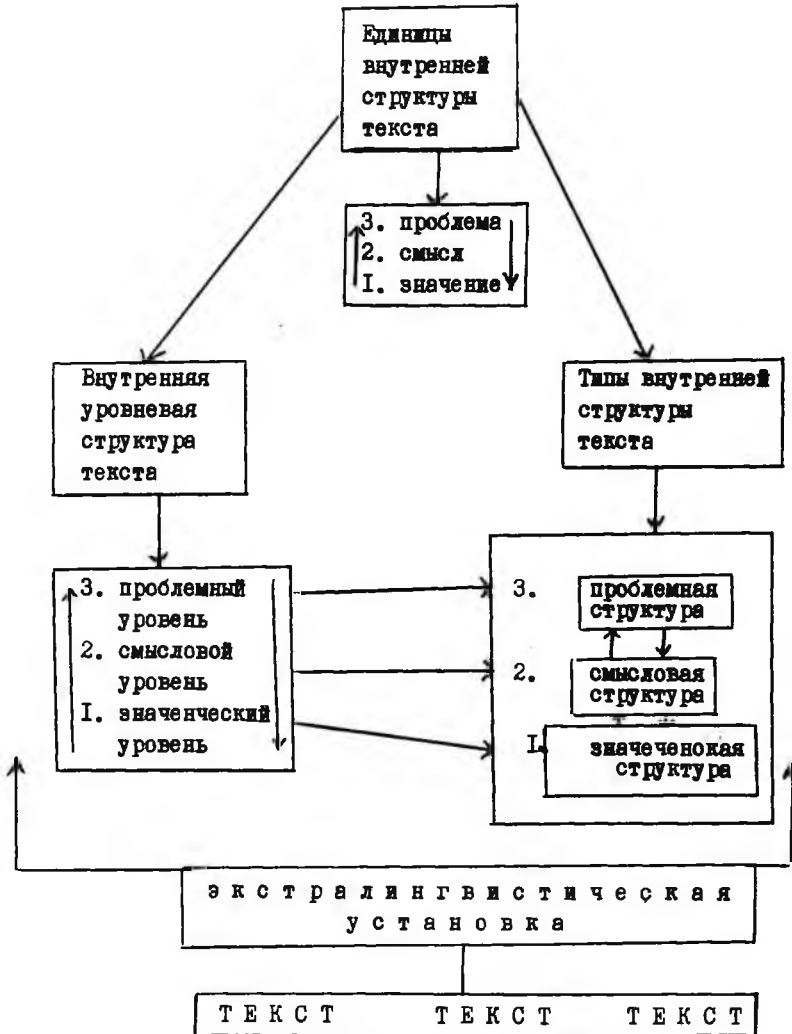 Единицы
внутренней
структуры
текста
3. проблема
2. смысл
I. значение
Внутренняя
уровневая
структура
текста
Типы внутренней
структуры
текста
3. проблемный
уровень
2. смысловой
уровень
I. значенческий
уровень
3. проблемная
структура
2. смысловая
структура
I. значеченокая
структура
экстралингвистическая
установка
ТЕКСТ ТЕКСТ ТЕКСТ